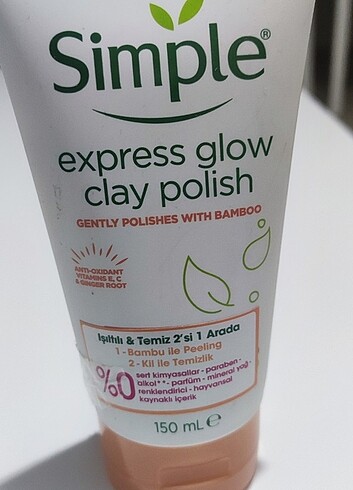 Simple®
express glow
clay polish
GENTLY POLISHES WITH BAMBOO
ANTI-OXIDANT
VITAMINS E, C
& GINGER ROOT
Işıltılı & Temiz 2'si 1 Arada
1 - Bambu ile Peeling
2 - Kil ile Temizlik
%0
sert kimyasallar - paraben -
alkol** - parfüm - mineral yağ -
renklendirici - hayvansal
kaynaklı içerik
150 mL ℮